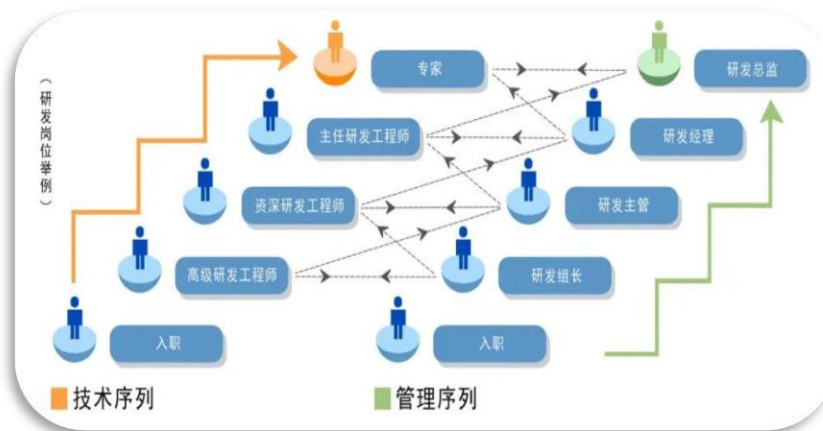 （研发岗位举例）
专家
研发总监
主任研发工程师
研发经理
资深研发工程师
研发主管
高级研发工程师
研发组长
入职
入职
技术序列
管理序列